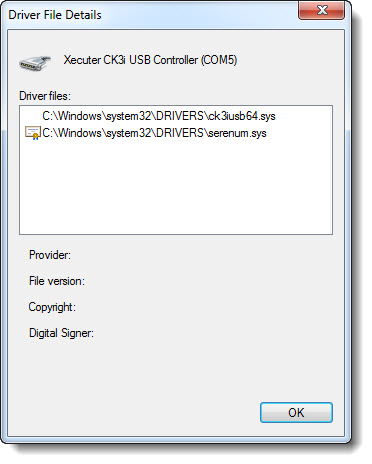 Driver File Details
Xecuter CK3i USB Controller (COM5)
Driver files:
C:\Windows\system32\DRIVERS\ck3iusb64.sys
C:\Windows\system32\DRIVERS\serenum.sys
Provider:
File version:
Copyright:
Digital Signer:
OK